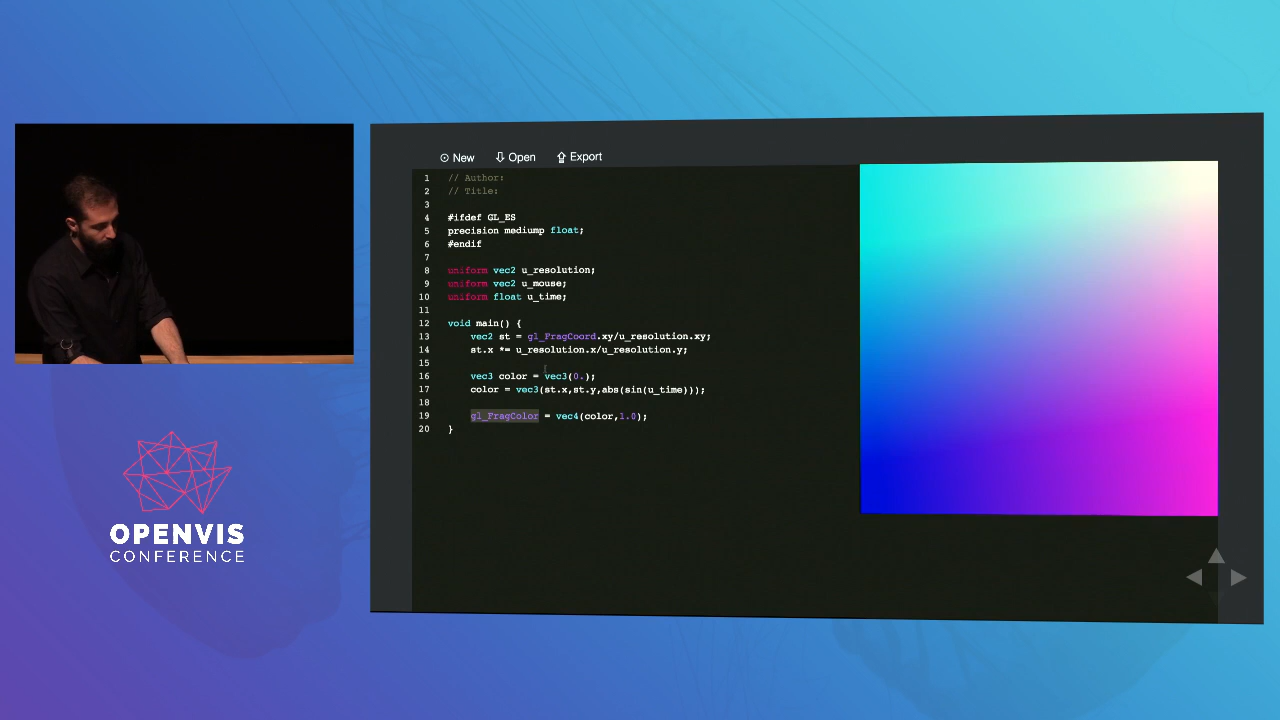 New Open Export
1 // Author:
2 // Title:
3
4 #ifdef GL_ES
5 precision mediump float;
6 #endif
7
8 uniform vec2 u_resolution;
9 uniform vec2 u_mouse;
10 uniform float u_time;
11
12 void main() {
13 vec2 st = gl_FragCoord.xy/u_resolution.xy;
14 st.x *= u_resolution.x/u_resolution.y;
15
16 vec3 color = vec3(0.);
17 color = vec3(st.x,st.y,abs(sin(u_time)));
18
19 gl_FragColor = vec4(color,1.0);
20 }
OPENVIS
CONFERENCE